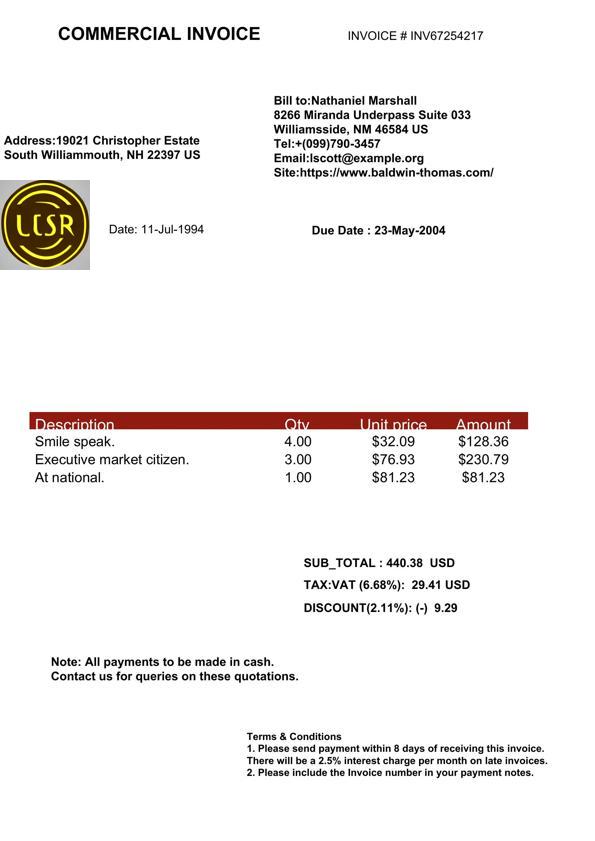 COMMERCIAL INVOICE
INVOICE # INV67254217
Bill to:Nathaniel Marshall
8266 Miranda Underpass Suite 033
Williamsside, NM 46584 US
Tel:+(099)790-3457
Email:lscott@example.org
Site:https://www.baldwin-thomas.com/
Address:19021 Christopher Estate
South Williammouth, NH 22397 US
Date: 11-Jul-1994
Due Date : 23-May-2004
Description Qty Unit price Amount
Smile speak. 4.00 $32.09 $128.36
Executive market citizen. 3.00 $76.93 $230.79
At national. 1.00 $81.23 $81.23
SUB_TOTAL : 440.38 USD
TAX:VAT (6.68%): 29.41 USD
DISCOUNT(2.11%): (-) 9.29
Note: All payments to be made in cash.
Contact us for queries on these quotations.
Terms & Conditions
1. Please send payment within 8 days of receiving this invoice.
There will be a 2.5% interest charge per month on late invoices.
2. Please include the Invoice number in your payment notes.